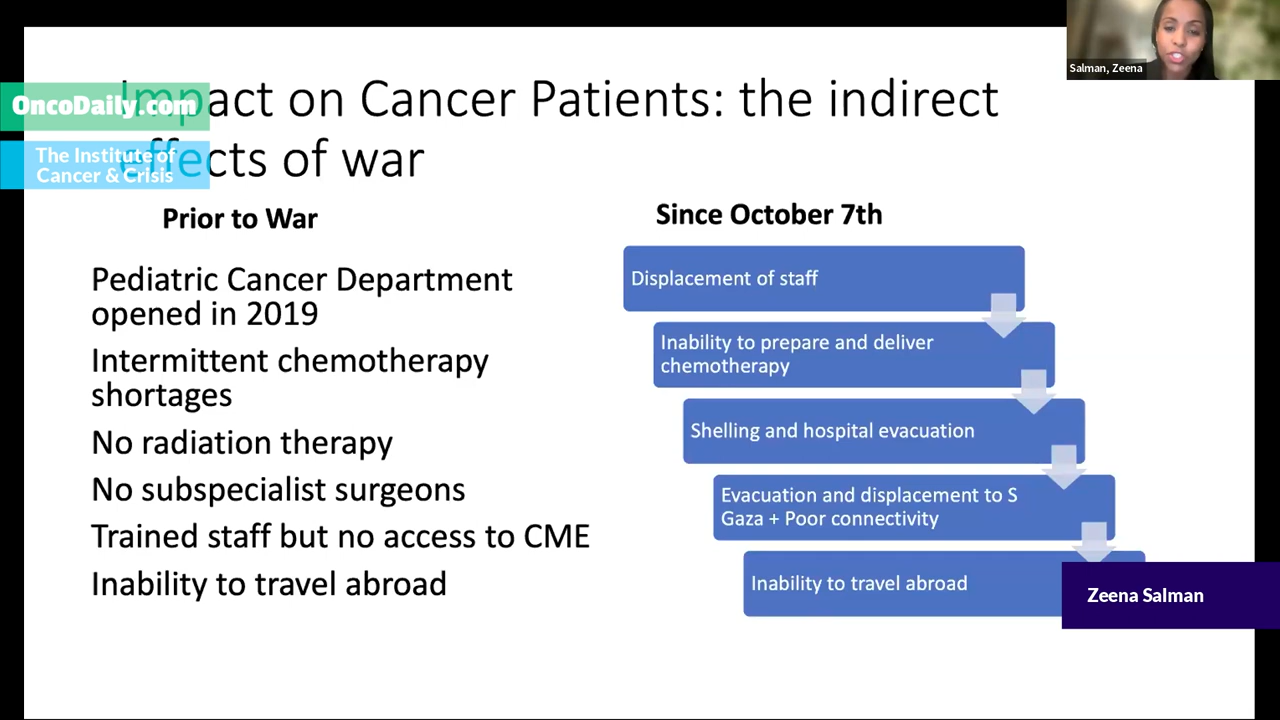 Salman, Zeena
Impact on Cancer Patients: the indirect
effects of war
OncoDaily.com
The Institute of
Cancer & Crisis
Prior to War
Pediatric Cancer Department
opened in 2019
Intermittent chemotherapy
shortages
No radiation therapy
No subspecialist surgeons
Trained staff but no access to CME
Inability to travel abroad
Since October 7th
Displacement of staff
Inability to prepare and deliver
chemotherapy
Shelling and hospital evacuation
Evacuation and displacement to S
Gaza + Poor connectivity
Inability to travel abroad
Zeena Salman